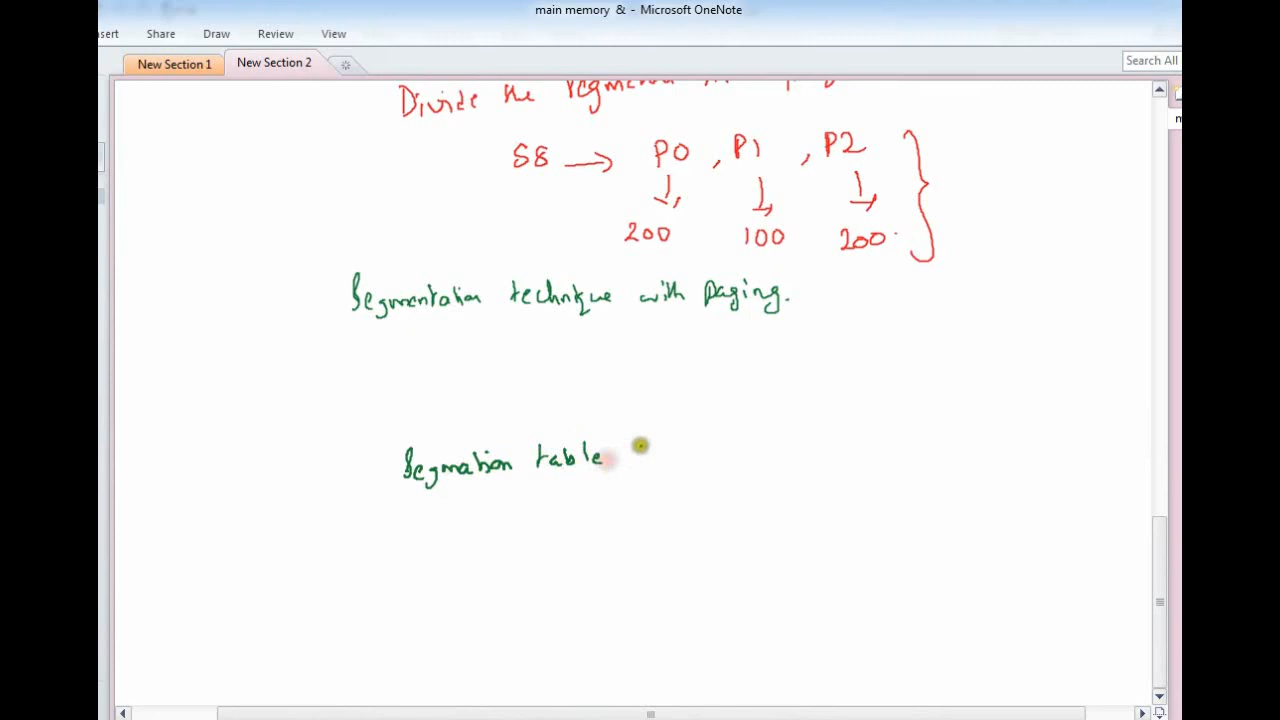 main memory & - Microsoft OneNote
sert Share Draw Review View
New Section 1 New Section 2 Search All
Divide the
S8 → P0 , P1 , P2
200 100 200
Segmentation technique with paging.
Segmation table